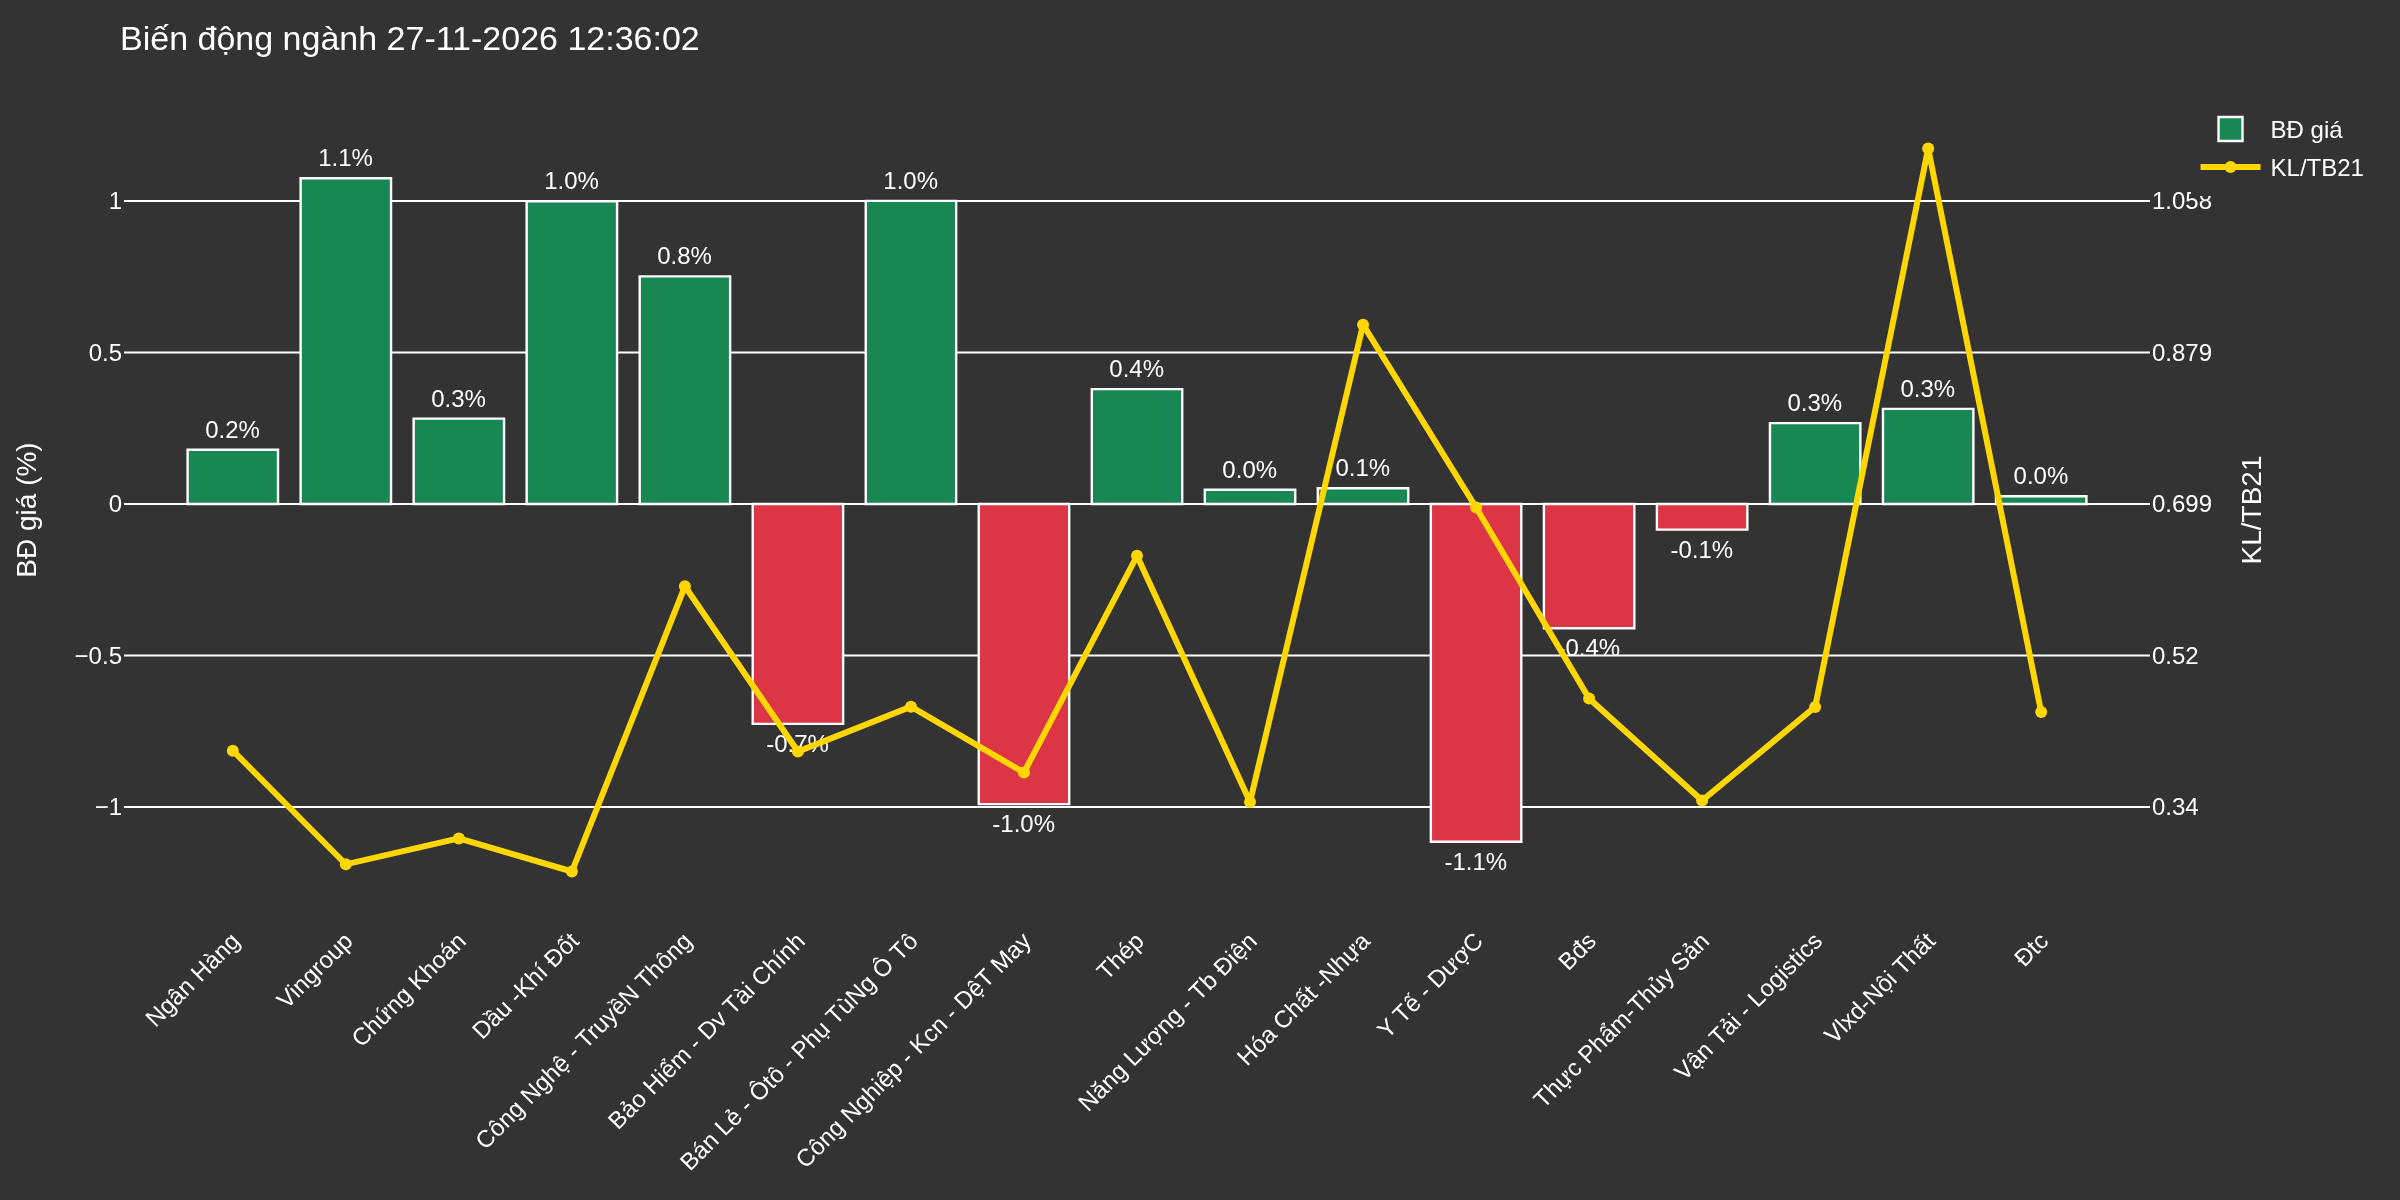 Biến động ngành 27-11-2026 12:36:02
BĐ giá
KL/TB21
1.1%
1.0%
1.0%
0.8%
0.4%
0.3%
0.2%
0.0%
0.1%
0.3%
0.3%
0.0%
-0.7%
-1.0%
-1.1%
-0.4%
-0.1%
1
0.5
0
−0.5
−1
BĐ giá (%)
1.058
0.879
0.699
0.52
0.34
KL/TB21
Ngân Hàng
Vingroup
Chứng Khoán
Dầu -Khí Đốt
Công Nghệ - TruyềN Thông
Bảo Hiểm - Dv Tài Chính
Bán Lẻ - Ôtô - Phụ TùNg Ô Tô
Công Nghiệp - Kcn - DệT May
Thép
Năng Lượng - Tb Điện
Hóa Chất -Nhựa
Y Tế - DượC
Bđs
Thực Phẩm-Thủy Sản
Vận Tải - Logistics
Vlxd-Nội Thất
Đtc